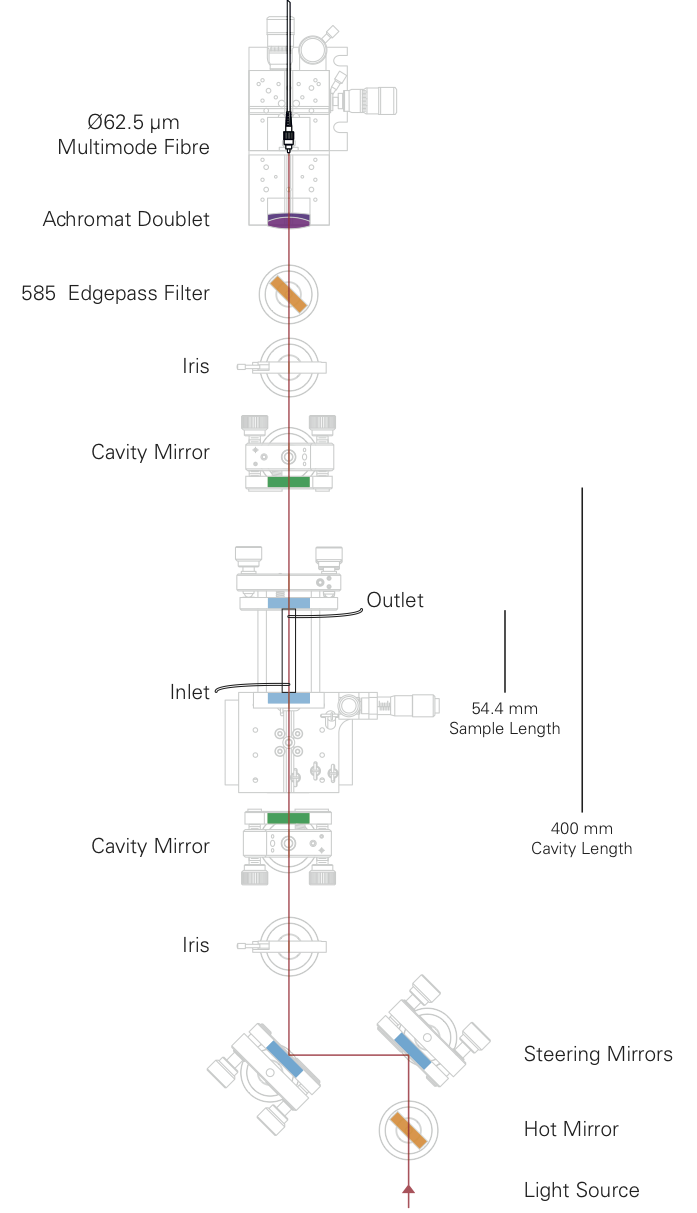 Ø62.5 µm
Multimode Fibre
Achromat Doublet
585 Edgepass Filter
Iris
Cavity Mirror
Outlet
Inlet
54.4 mm
Sample Length
400 mm
Cavity Length
Cavity Mirror
Iris
Steering Mirrors
Hot Mirror
Light Source